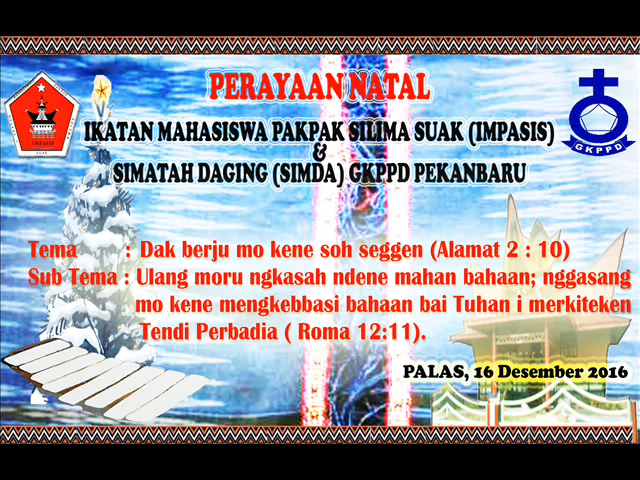 PERAYAAN NATAL
IKATAN MAHASISWA PAKPAK SILIMA SUAK (IMPASIS)
&
SIMATAH DAGING (SIMDA) GKPPD PEKANBARU
GKPPD
Tema : Dak berju mo kene soh seggen (Alamat 2 : 10)
Sub Tema : Ulang moru ngkasah ndene mahan bahaan; nggasang
mo kene mengkebbasi bahaan bai Tuhan i merkiteken
Tendi Perbadia ( Roma 12:11).
PALAS, 16 Desember 2016